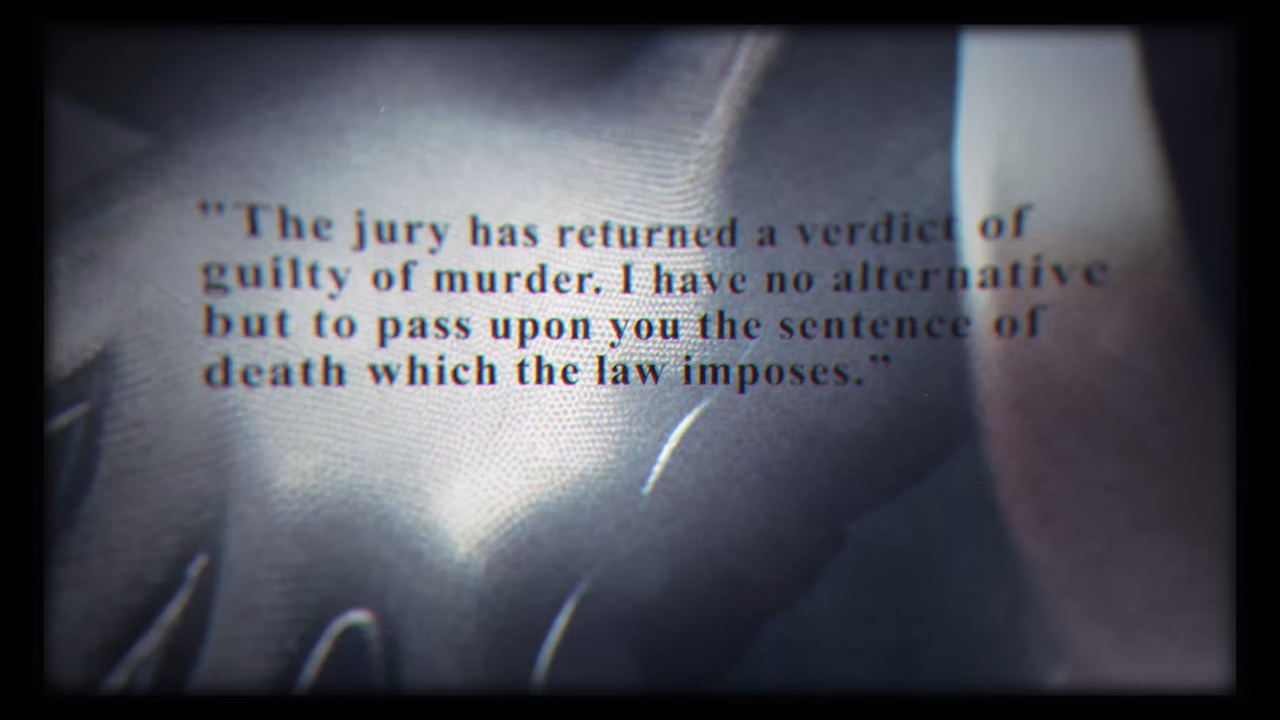 "The jury has returned a verdict of
guilty of murder. I have no alternative
but to pass upon you the sentence of
death which the law imposes.”